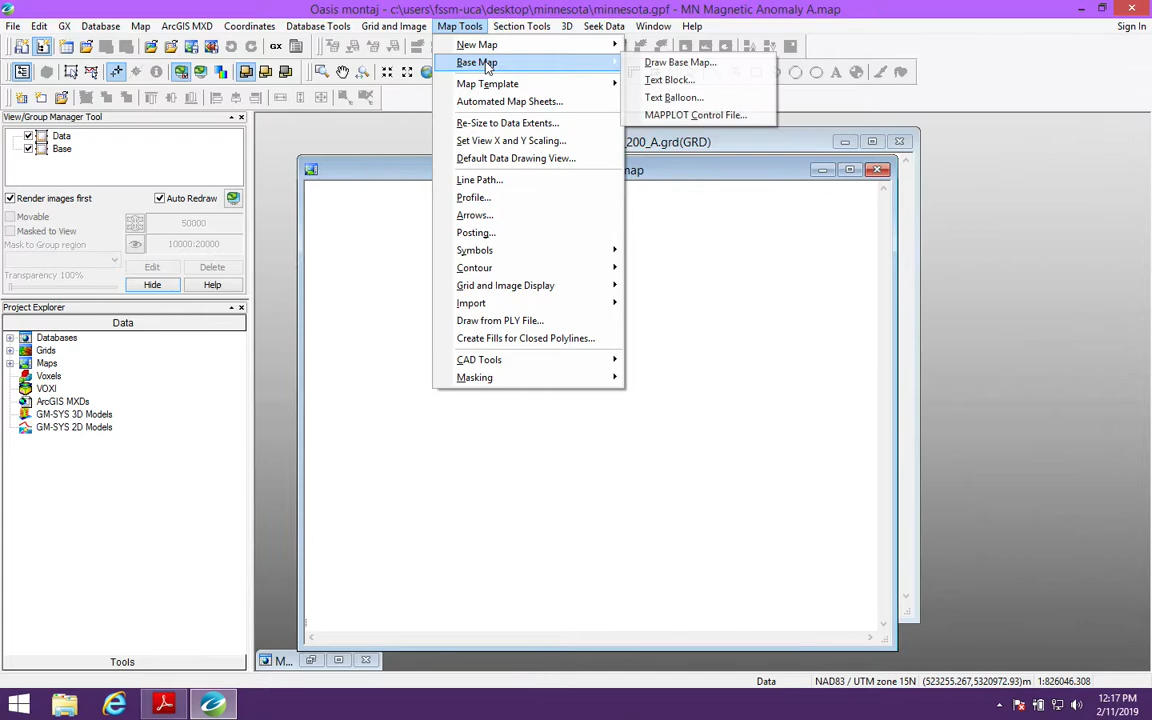 Oasis montaj - c:\users\fssm-uca\desktop\minnesota\minnesota.gpf - MN Magnetic Anomaly A.map
File Edit GX Database Map ArcGIS MXD Coordinates Database Tools Grid and Image Map Tools Section Tools 3D Seek Data Window Help Sign In
GX
New Map
Base Map
Map Template
Automated Map Sheets...
Re-Size to Data Extents...
Set View X and Y Scaling...
Default Data Drawing View...
Line Path...
Profile...
Arrows...
Posting...
Symbols
Contour
Grid and Image Display
Import
Draw from PLY File...
Create Fills for Closed Polylines...
CAD Tools
Masking
Draw Base Map...
Text Block...
Text Balloon...
MAPPLOT Control File...
200_A.grd(GRD)
map
View/Group Manager Tool
Data
Base
Render images first Auto Redraw
Movable 50000
Masked to View
Mask to Group region 10000:20000
Transparency 100% Edit Delete
Hide Help
Project Explorer
Data
Databases
Grids
Maps
Voxels
VOXI
ArcGIS MXDs
GM-SYS 3D Models
GM-SYS 2D Models
Tools
M...
Data NAD83 / UTM zone 15N (523255.267,5320972.93)m 1:826046.308
12:17 PM
2/11/2019